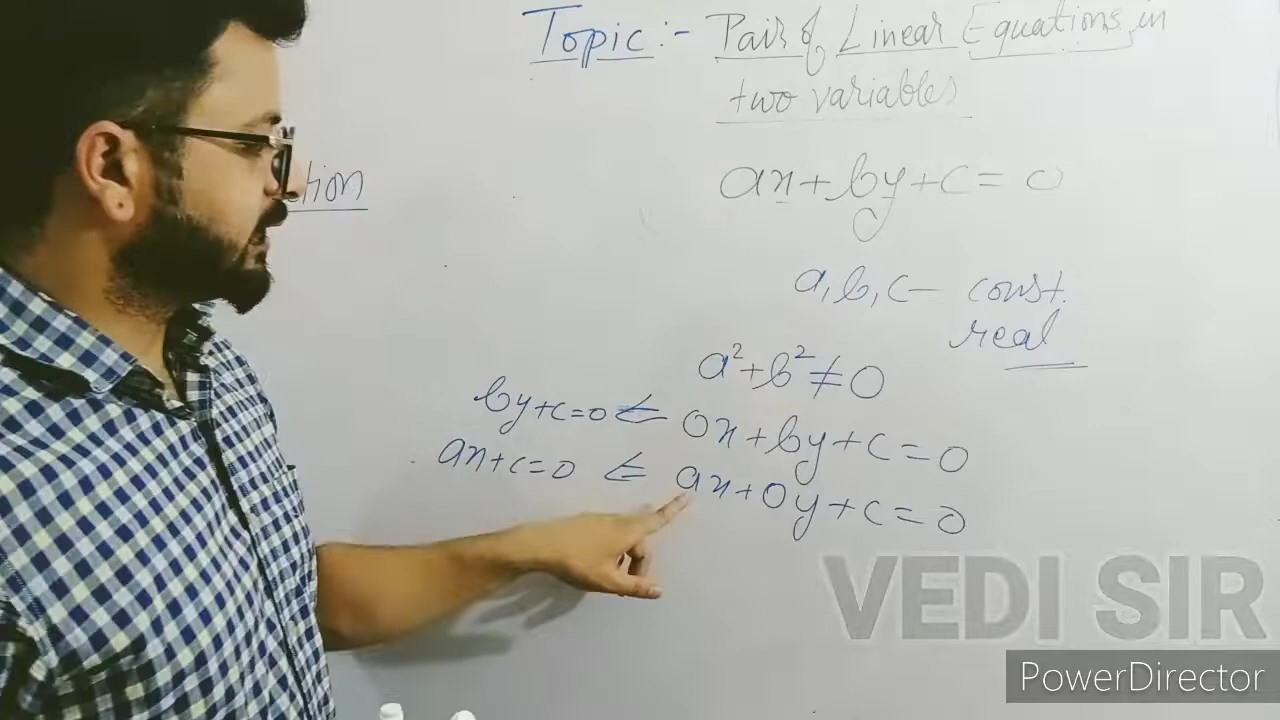 Topic :- Pair of Linear Equations in
two variables
tion
ax + by + c = 0
a, b, c - const.
real
a² + b² ≠ 0
by + c = 0 ⇐ 0x + by + c = 0
ax + c = 0 ⇐ ax + 0y + c = 0
VEDI SIR
PowerDirector